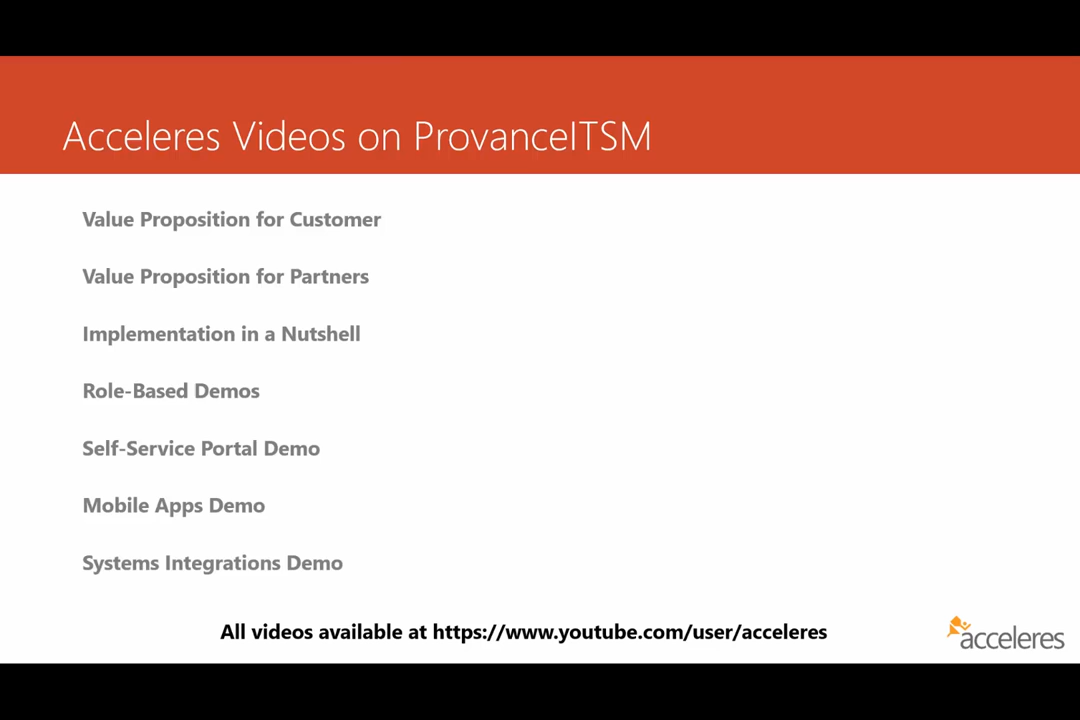 Acceleres Videos on ProvanceITSM
Value Proposition for Customer
Value Proposition for Partners
Implementation in a Nutshell
Role-Based Demos
Self-Service Portal Demo
Mobile Apps Demo
Systems Integrations Demo
All videos available at https://www.youtube.com/user/acceleres
acceleres